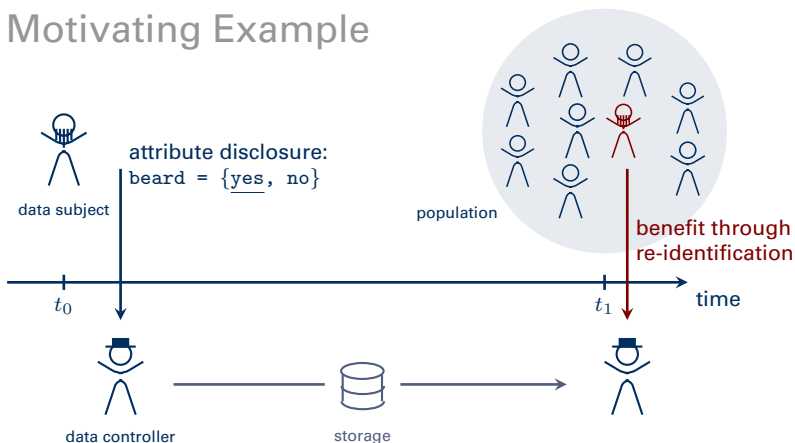 Motivating Example
attribute disclosure:
beard = {yes, no}
data subject
population
benefit through
re-identification
t0
t1
time
data controller
storage